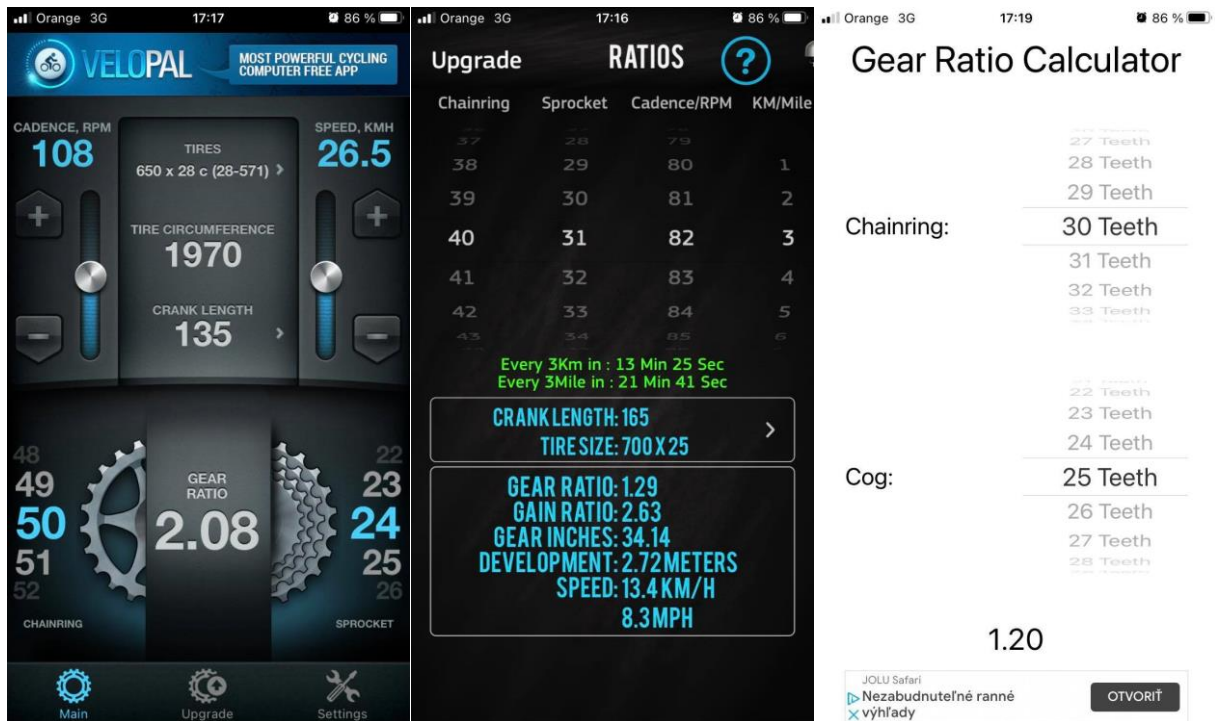 Orange 3G 17:17 86 %
VELOPAL
MOST POWERFUL CYCLING
COMPUTER FREE APP
CADENCE, RPM
108
SPEED, KMH
26.5
TIRES
650 x 28 c (28-571) >
TIRE CIRCUMFERENCE
1970
CRANK LENGTH
135 >
+
+
-
-
48
49
50
51
52
CHAINRING
GEAR
RATIO
2.08
22
23
24
25
26
SPROCKET
Main Upgrade Settings
Orange 3G 17:16 86 %
Upgrade RATIOS ?
Chainring Sprocket Cadence/RPM KM/Mile
37 28 79
38 29 80 1
39 30 81 2
40 31 82 3
41 32 83 4
42 33 84 5
43 34 85 6
Every 3Km in : 13 Min 25 Sec
Every 3Mile in : 21 Min 41 Sec
CRANK LENGTH: 165
TIRE SIZE: 700 X 25
>
GEAR RATIO: 1.29
GAIN RATIO: 2.63
GEAR INCHES: 34.14
DEVELOPMENT: 2.72 METERS
SPEED: 13.4 KM/H
8.3 MPH
Orange 3G 17:19 86 %
Gear Ratio Calculator
Chainring:
27 Teeth
28 Teeth
29 Teeth
30 Teeth
31 Teeth
32 Teeth
33 Teeth
Cog:
22 Teeth
23 Teeth
24 Teeth
25 Teeth
26 Teeth
27 Teeth
28 Teeth
1.20
JOLU Safari
Nezabudnuteľné ranné
výhľady
OTVORIŤ